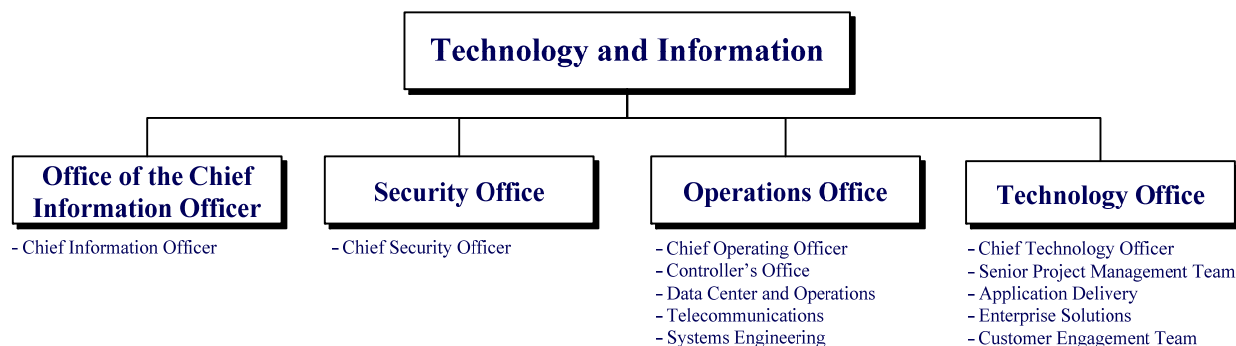 Technology and Information
Office of the Chief
Information Officer
- Chief Information Officer
Security Office
- Chief Security Officer
Operations Office
- Chief Operating Officer
- Controller’s Office
- Data Center and Operations
- Telecommunications
- Systems Engineering
Technology Office
- Chief Technology Officer
- Senior Project Management Team
- Application Delivery
- Enterprise Solutions
- Customer Engagement Team